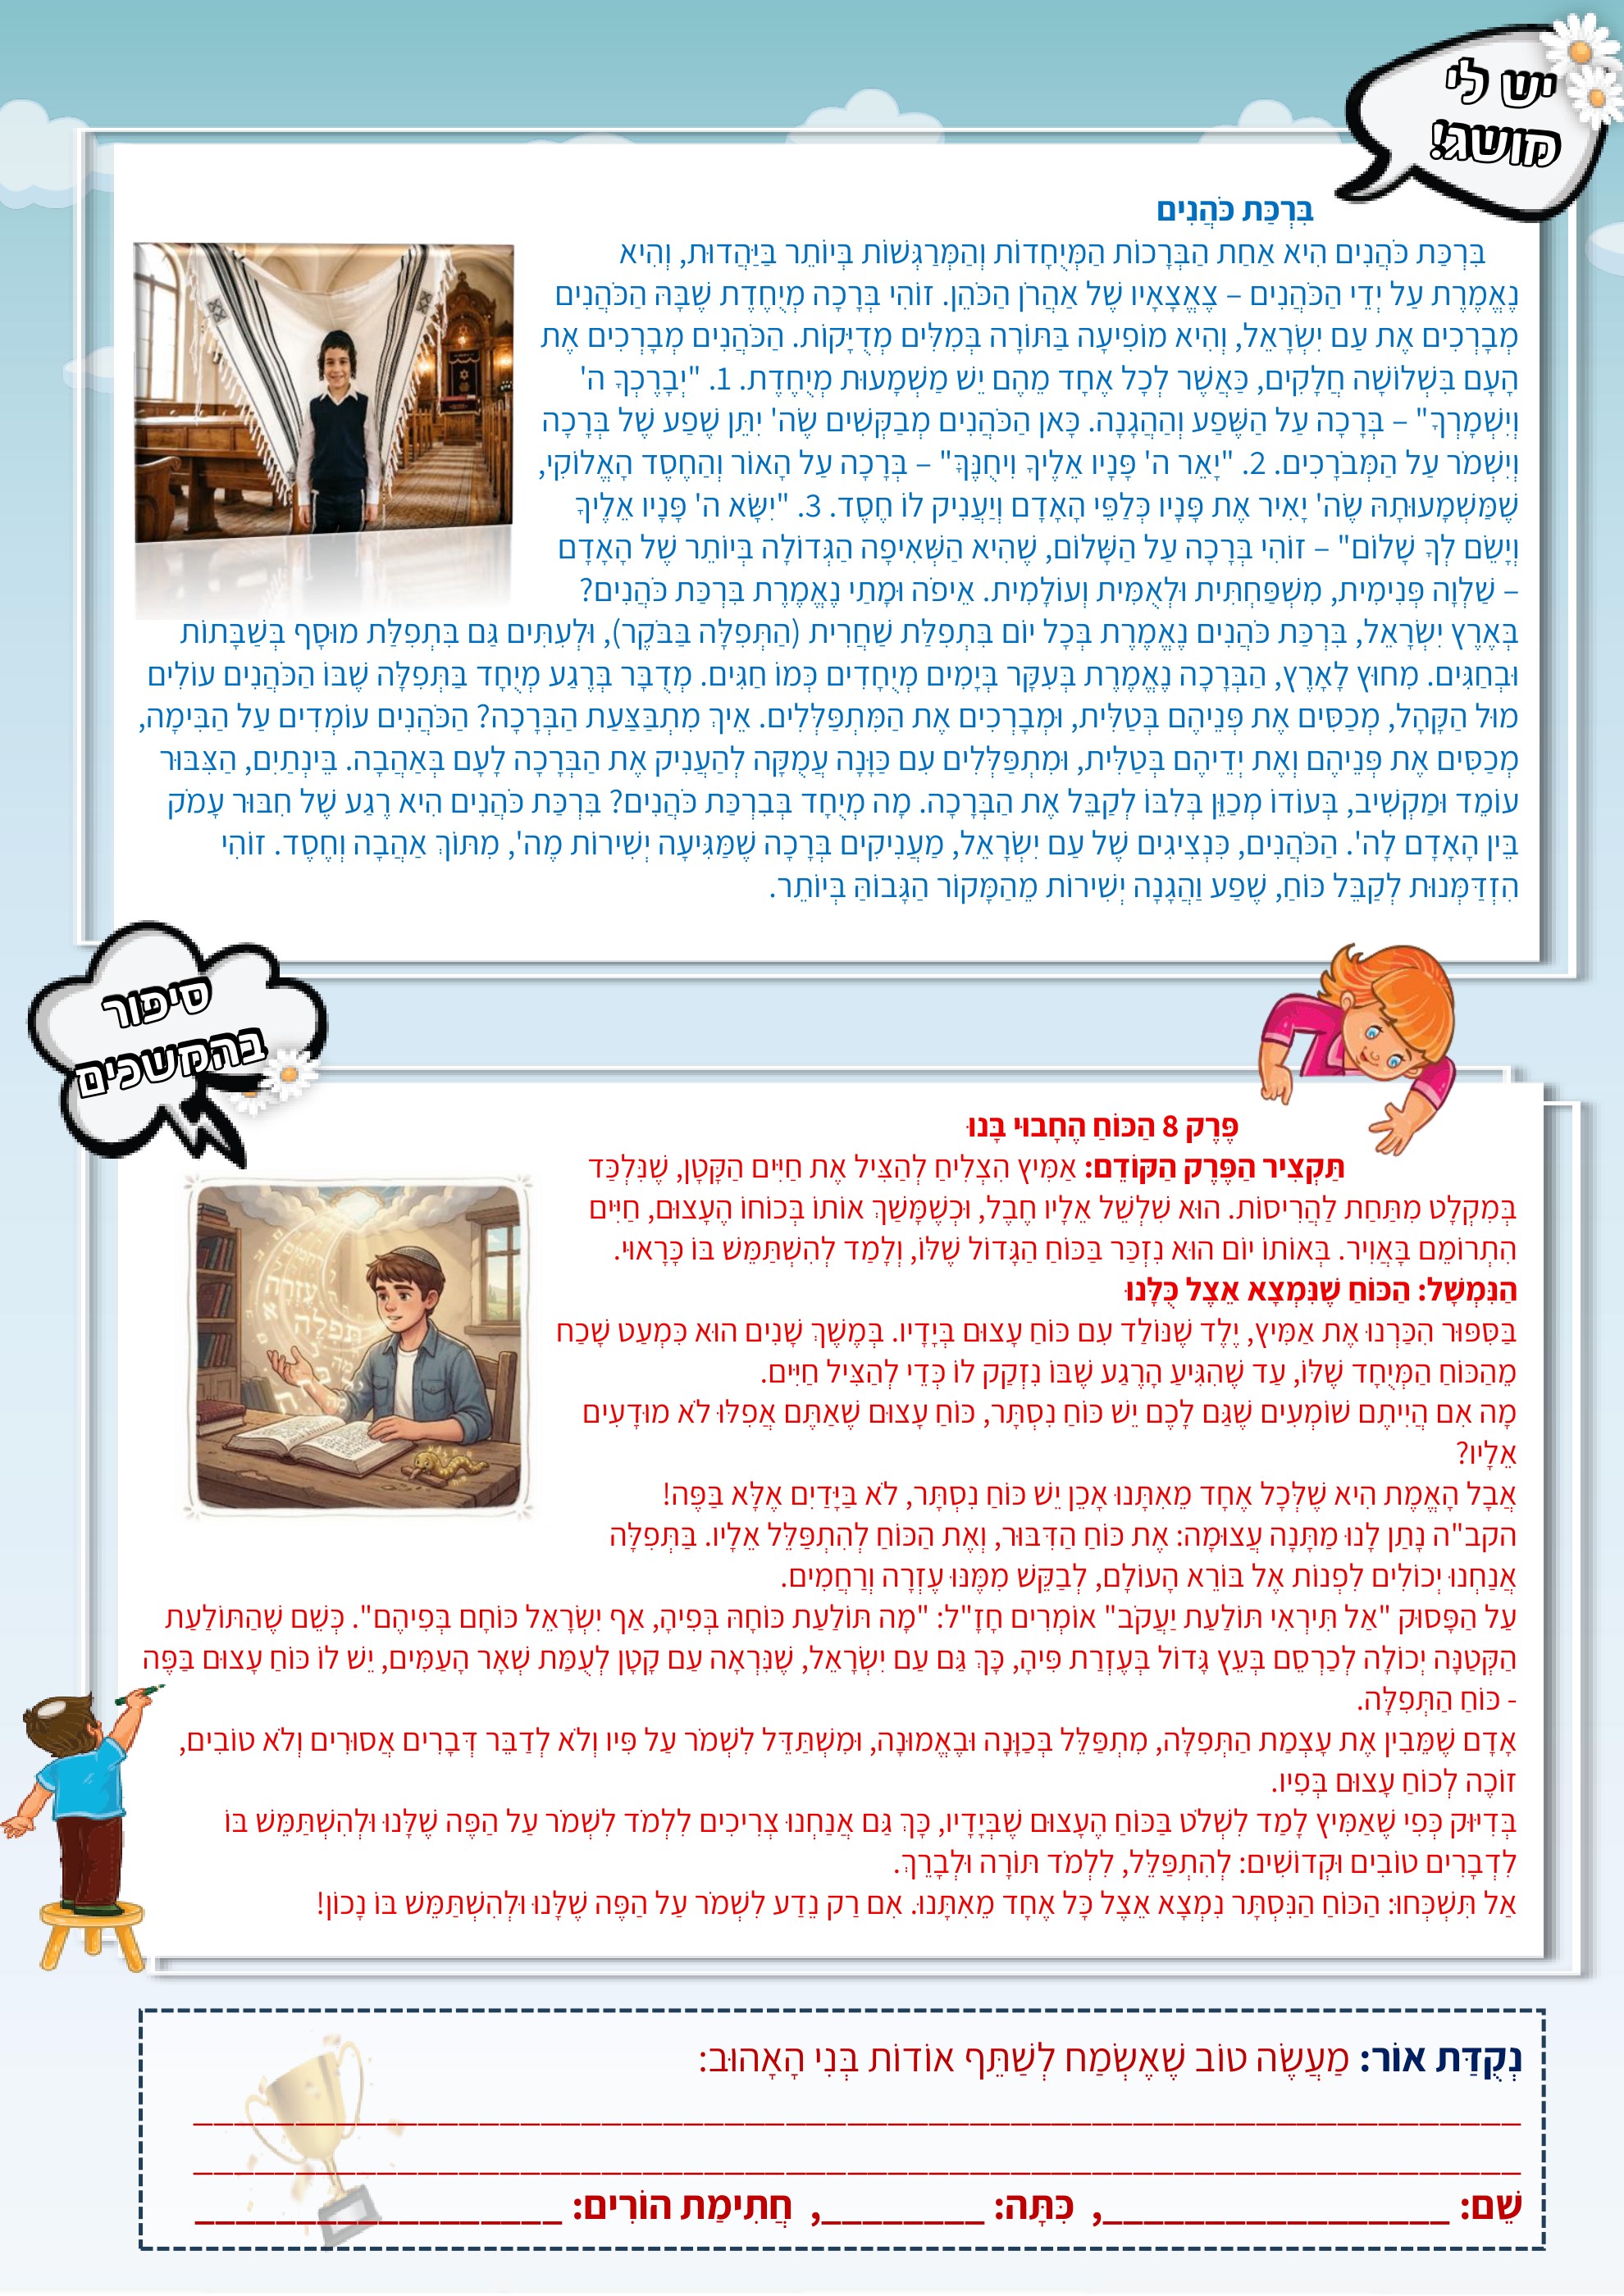 יש לי
מושג!
בִּרְכַּת כֹּהֲנִים
בִּרְכַּת כֹּהֲנִים הִיא אַחַת הַבְּרָכוֹת הַמְּיֻחָדוֹת וְהַמְּרַגְּשׁוֹת בְּיוֹתֵר בַּיַּהֲדוּת, וְהִיא
נֶאֱמֶרֶת עַל יְדֵי הַכֹּהֲנִים – צֶאֱצָאָיו שֶׁל אַהֲרֹן הַכֹּהֵן. זוֹהִי בְּרָכָה מְיֻחֶדֶת שֶׁבָּהּ הַכֹּהֲנִים
מְבָרְכִים אֶת עַם יִשְׂרָאֵל, וְהִיא מוֹפִיעָה בַּתּוֹרָה בְּמִלִּים מְדֻיָּקוֹת. הַכֹּהֲנִים מְבָרְכִים אֶת
הָעָם בִּשְׁלוֹשָׁה חֲלָקִים, כַּאֲשֶׁר לְכָל אֶחָד מֵהֶם יֵשׁ מַשְׁמָעוּת מְיֻחֶדֶת. 1. "יְבָרֶכְךָ ה'
וְיִשְׁמָרְךָ" – בְּרָכָה עַל הַשֶּׁפַע וְהַהֲגָנָה. כָּאן הַכֹּהֲנִים מְבַקְּשִׁים שֶׁה' יִתֵּן שֶׁפַע שֶׁל בְּרָכָה
וְיִשְׁמֹר עַל הַמְּבֹרָכִים. 2. "יָאֵר ה' פָּנָיו אֵלֶיךָ וִיחֻנֶּךָּ" – בְּרָכָה עַל הָאוֹר וְהַחֶסֶד הָאֱלוֹקִי,
שֶׁמַּשְׁמָעוּתָהּ שֶׁה' יָאִיר אֶת פָּנָיו כְּלַפֵּי הָאָדָם וְיַעֲנִיק לוֹ חֶסֶד. 3. "יִשָּׂא ה' פָּנָיו אֵלֶיךָ
וְיָשֵׂם לְךָ שָׁלוֹם" – זוֹהִי בְּרָכָה עַל הַשָּׁלוֹם, שֶׁהִיא הַשְּׁאִיפָה הַגְּדוֹלָה בְּיוֹתֵר שֶׁל הָאָדָם
– שַׁלְוָה פְּנִימִית, מִשְׁפַּחְתִּית וּלְאֻמִּית וְעוֹלָמִית. אֵיפֹה וּמָתַי נֶאֱמֶרֶת בִּרְכַּת כֹּהֲנִים?
בְּאֶרֶץ יִשְׂרָאֵל, בִּרְכַּת כֹּהֲנִים נֶאֱמֶרֶת בְּכָל יוֹם בִּתְפִלַּת שַׁחֲרִית (הַתְּפִלָּה בַּבֹּקֶר), וּלְעִתִּים גַּם בִּתְפִלַּת מוּסָף בְּשַׁבָּתוֹת
וּבְחַגִּים. מִחוּץ לָאָרֶץ, הַבְּרָכָה נֶאֱמֶרֶת בְּעִקָּר בְּיָמִים מְיֻחָדִים כְּמוֹ חַגִּים. מְדֻבָּר בְּרֶגַע מְיֻחָד בַּתְּפִלָּה שֶׁבּוֹ הַכֹּהֲנִים עוֹלִים
מוּל הַקָּהָל, מְכַסִּים אֶת פְּנֵיהֶם בְּטַלִּית, וּמְבָרְכִים אֶת הַמִּתְפַּלְּלִים. אֵיךְ מִתְבַּצַּעַת הַבְּרָכָה? הַכֹּהֲנִים עוֹמְדִים עַל הַבִּימָה,
מְכַסִּים אֶת פְּנֵיהֶם וְאֶת יְדֵיהֶם בְּטַלִּית, וּמִתְפַּלְּלִים עִם כַּוָּנָה עֲמֻקָּה לְהַעֲנִיק אֶת הַבְּרָכָה לָעָם בְּאַהֲבָה. בֵּינְתַיִם, הַצִּבּוּר
עוֹמֵד וּמַקְשִׁיב, בְּעוֹדוֹ מְכַוֵּן בְּלִבּוֹ לְקַבֵּל אֶת הַבְּרָכָה. מָה מְיֻחָד בְּבִרְכַּת כֹּהֲנִים? בִּרְכַּת כֹּהֲנִים הִיא רֶגַע שֶׁל חִבּוּר עָמֹק
בֵּין הָאָדָם לָה'. הַכֹּהֲנִים, כִּנְצִיגִים שֶׁל עַם יִשְׂרָאֵל, מַעֲנִיקִים בְּרָכָה שֶׁמַּגִּיעָה יְשִׁירוֹת מֵה', מִתּוֹךְ אַהֲבָה וְחֶסֶד. זוֹהִי
הִזְדַּמְּנוּת לְקַבֵּל כּוֹחַ, שֶׁפַע וַהֲגָנָה יְשִׁירוֹת מֵהַמָּקוֹר הַגָּבוֹהַּ בְּיוֹתֵר.
סיפור
בהמשכים
פֶּרֶק 8 הַכּוֹחַ הֶחָבוּי בָּנוּ
תַּקְצִיר הַפֶּרֶק הַקּוֹדֵם: אַמִּיץ הִצְלִיחַ לְהַצִּיל אֶת חַיִּים הַקָּטָן, שֶׁנִּלְכַּד
בְּמִקְלָט מִתַּחַת לַהֲרִיסוֹת. הוּא שִׁלְשֵׁל אֵלָיו חֶבֶל, וּכְשֶׁמָּשַׁךְ אוֹתוֹ בְּכוֹחוֹ הֶעָצוּם, חַיִּים
הִתְרוֹמֵם בָּאֲוִיר. בְּאוֹתוֹ יוֹם הוּא נִזְכַּר בַּכּוֹחַ הַגָּדוֹל שֶׁלּוֹ, וְלָמַד לְהִשְׁתַּמֵּשׁ בּוֹ כָּרָאוּי.
הַנִּמְשָׁל: הַכּוֹחַ שֶׁנִּמְצָא אֵצֶל כֻּלָּנוּ
בַּסִּפּוּר הִכַּרְנוּ אֶת אַמִּיץ, יֶלֶד שֶׁנּוֹלַד עִם כּוֹחַ עָצוּם בְּיָדָיו. בְּמֶשֶׁךְ שָׁנִים הוּא כִּמְעַט שָׁכַח
מֵהַכּוֹחַ הַמְּיֻחָד שֶׁלּוֹ, עַד שֶׁהִגִּיעַ הָרֶגַע שֶׁבּוֹ נִזְקַק לוֹ כְּדֵי לְהַצִּיל חַיִּים.
מָה אִם הֱיִיתֶם שׁוֹמְעִים שֶׁגַּם לָכֶם יֵשׁ כּוֹחַ נִסְתָּר, כּוֹחַ עָצוּם שֶׁאַתֶּם אֲפִלּוּ לֹא מוּדָעִים
אֵלָיו?
אֲבָל הָאֱמֶת הִיא שֶׁלְּכָל אֶחָד מֵאִתָּנוּ אָכֵן יֵשׁ כּוֹחַ נִסְתָּר, לֹא בַּיָּדַיִם אֶלָּא בַּפֶּה!
הקב"ה נָתַן לָנוּ מַתָּנָה עֲצוּמָה: אֶת כּוֹחַ הַדִּבּוּר, וְאֶת הַכּוֹחַ לְהִתְפַּלֵּל אֵלָיו. בַּתְּפִלָּה
אֲנַחְנוּ יְכוֹלִים לִפְנוֹת אֶל בּוֹרֵא הָעוֹלָם, לְבַקֵּשׁ מִמֶּנּוּ עֶזְרָה וְרַחֲמִים.
עַל הַפָּסוּק "אַל תִּירְאִי תּוֹלַעַת יַעֲקֹב" אוֹמְרִים חָזָ"ל: "מָה תּוֹלַעַת כּוֹחָהּ בְּפִיהָ, אַף יִשְׂרָאֵל כּוֹחָם בְּפִיהֶם". כְּשֵׁם שֶׁהַתּוֹלַעַת
הַקְּטַנָּה יְכוֹלָה לְכַרְסֵם בְּעֵץ גָּדוֹל בְּעֶזְרַת פִּיהָ, כָּךְ גַּם עַם יִשְׂרָאֵל, שֶׁנִּרְאָה עַם קָטָן לְעֻמַּת שְׁאָר הָעַמִּים, יֵשׁ לוֹ כּוֹחַ עָצוּם בַּפֶּה
- כּוֹחַ הַתְּפִלָּה.
אָדָם שֶׁמֵּבִין אֶת עָצְמַת הַתְּפִלָּה, מִתְפַּלֵּל בְּכַוָּנָה וּבֶאֱמוּנָה, וּמִשְׁתַּדֵּל לִשְׁמֹר עַל פִּיו וְלֹא לְדַבֵּר דְּבָרִים אֲסוּרִים וְלֹא טוֹבִים,
זוֹכֶה לְכוֹחַ עָצוּם בְּפִיו.
בְּדִיּוּק כְּפִי שֶׁאַמִּיץ לָמַד לִשְׁלֹט בַּכּוֹחַ הֶעָצוּם שֶׁבְּיָדָיו, כָּךְ גַּם אֲנַחְנוּ צְרִיכִים לִלְמֹד לִשְׁמֹר עַל הַפֶּה שֶׁלָּנוּ וּלְהִשְׁתַּמֵּשׁ בּוֹ
לִדְבָרִים טוֹבִים וּקְדוֹשִׁים: לְהִתְפַּלֵּל, לִלְמֹד תּוֹרָה וּלְבָרֵךְ.
אַל תִּשְׁכְּחוּ: הַכּוֹחַ הַנִּסְתָּר נִמְצָא אֵצֶל כָּל אֶחָד מֵאִתָּנוּ. אִם רַק נֵדַע לִשְׁמֹר עַל הַפֶּה שֶׁלָּנוּ וּלְהִשְׁתַּמֵּשׁ בּוֹ נָכוֹן!
עזרה
תפלה
נְקֻדַּת אוֹר: מַעֲשֶׂה טוֹב שֶׁאֶשְׂמַח לְשַׁתֵּף אוֹדוֹת בְּנִי הָאָהוּב:
שֵׁם: _________________, כִּתָּה: ________, חֲתִימַת הוֹרִים: __________________